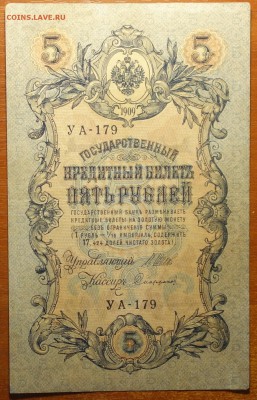 COINS.LAVE.RU
5 5
1909
УА-179
ГОСУДАРСТВЕННЫЙ
КРЕДИТНЫЙ БИЛЕТЪ
ПЯТЬ РУБЛЕЙ
ГОСУДАРСТВЕННЫЙ БАНКЪ РАЗМѢНИВАЕТЪ
КРЕДИТНЫЕ БИЛЕТЫ НА ЗОЛОТУЮ МОНЕТУ
БЕЗЪ ОГРАНИЧЕНІЯ СУММЫ
(1 РУБЛЬ = 1/15 ИМПЕРІАЛА, СОДЕРЖИТЪ
17,424 ДОЛЕЙ ЧИСТАГО ЗОЛОТА)
Управляющій
Кассиръ
УА-179
5